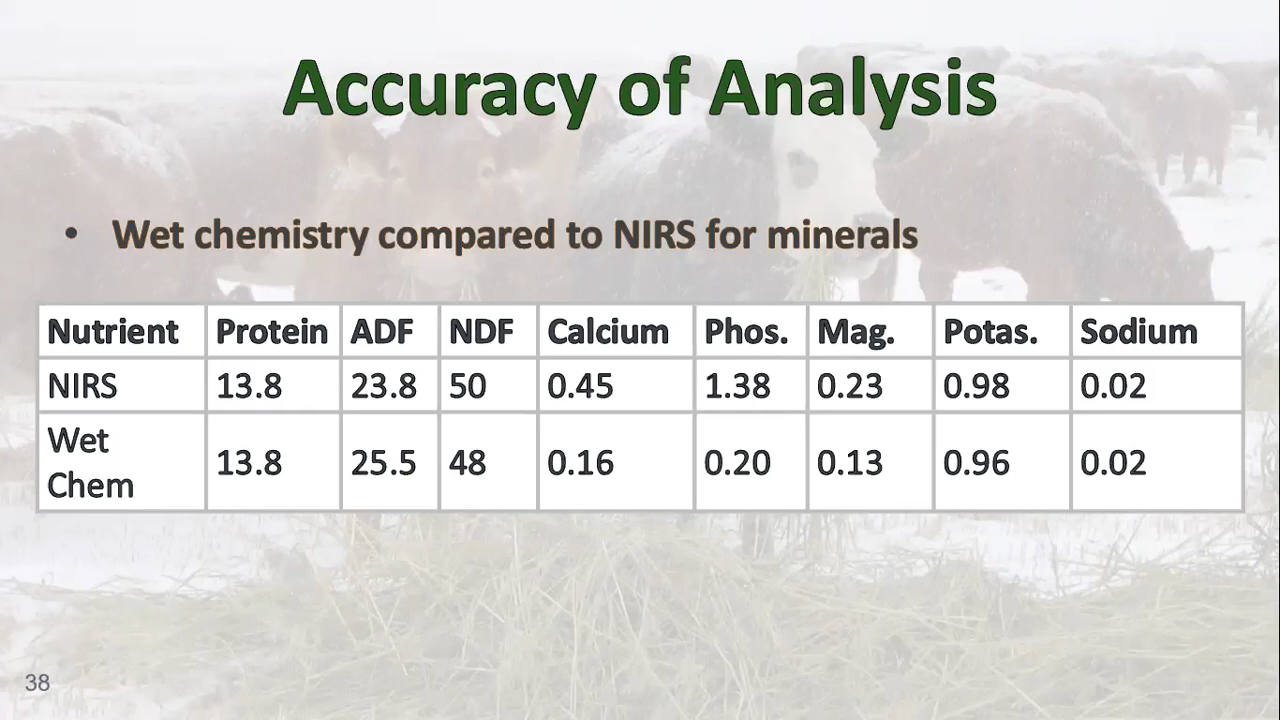 Accuracy of Analysis
• Wet chemistry compared to NIRS for minerals
Nutrient Protein ADF NDF Calcium Phos. Mag. Potas. Sodium
NIRS 13.8 23.8 50 0.45 1.38 0.23 0.98 0.02
Wet Chem 13.8 25.5 48 0.16 0.20 0.13 0.96 0.02
38